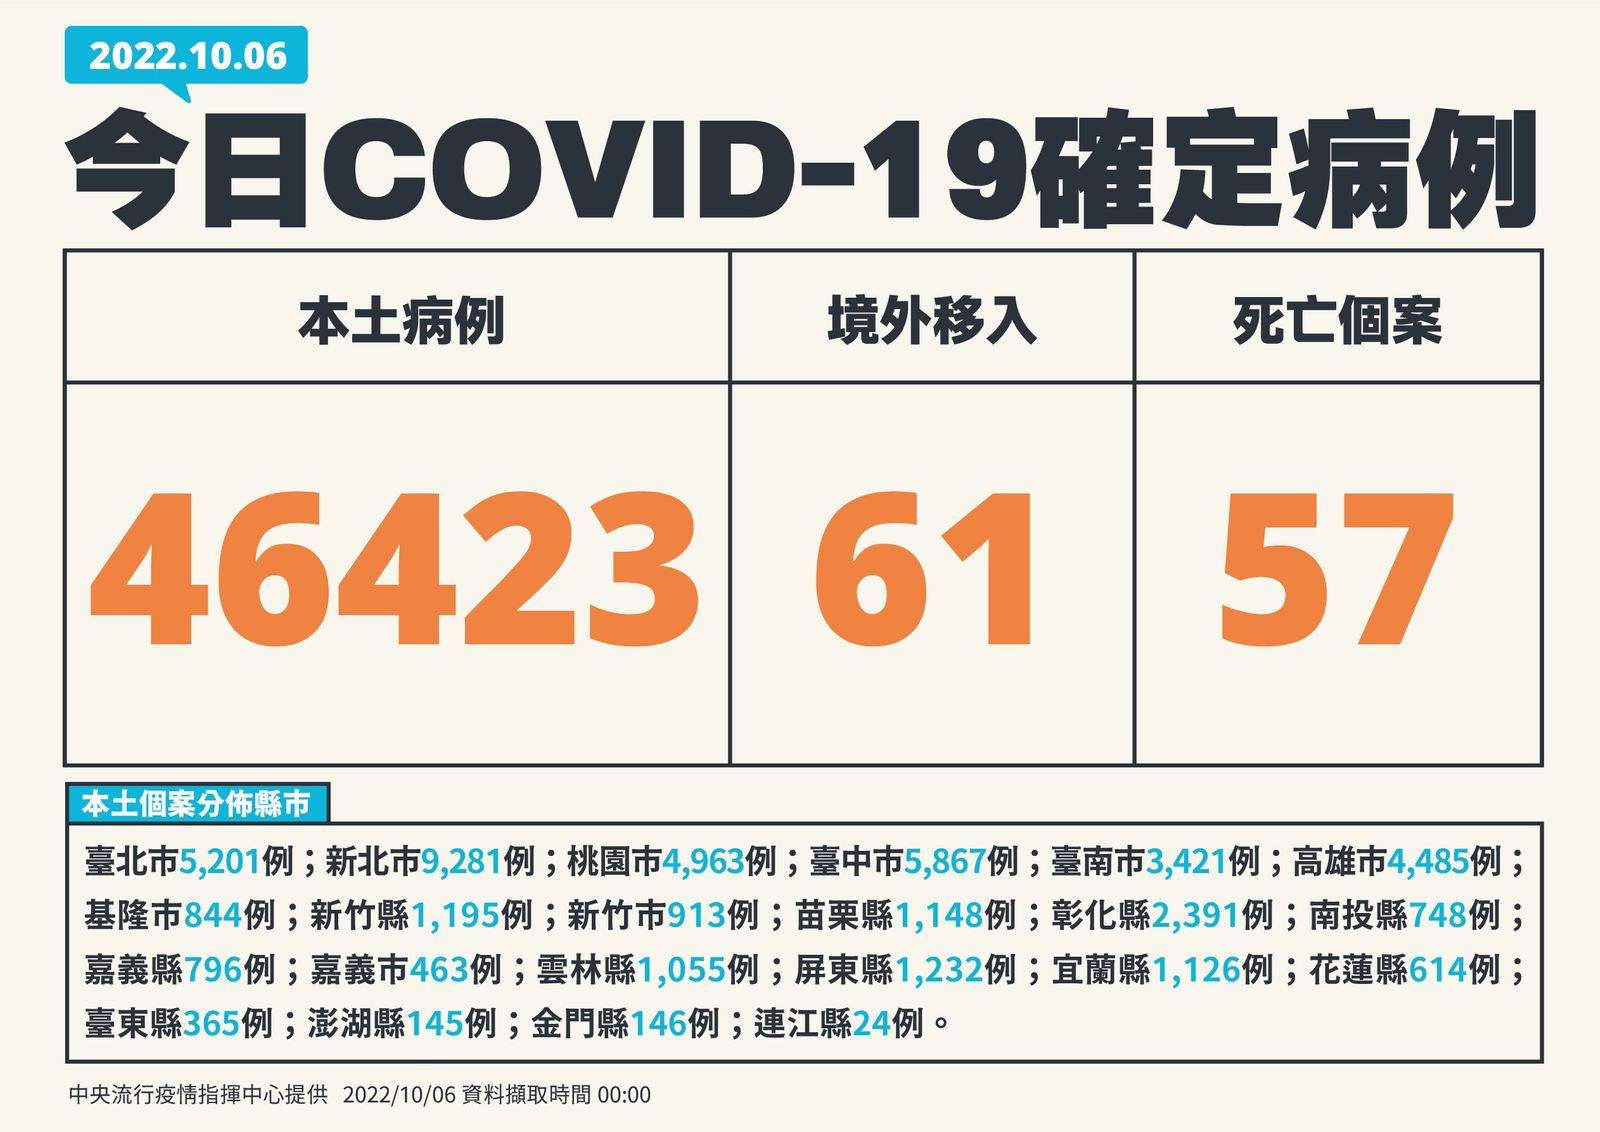 2022.10.06
今日COVID-19確定病例
本土病例
境外移入
死亡個案
46423
61
57
本土個案分佈縣市
臺北市5,201例；新北市9,281例；桃園市4,963例；臺中市5,867例；臺南市3,421例；高雄市4,485例；
基隆市844例；新竹縣1,195例；新竹市913例；苗栗縣1,148例；彰化縣2,391例；南投縣748例；
嘉義縣796例；嘉義市463例；雲林縣1,055例；屏東縣1,232例；宜蘭縣1,126例；花蓮縣614例；
臺東縣365例；澎湖縣145例；金門縣146例；連江縣24例。
中央流行疫情指揮中心提供 2022/10/06 資料擷取時間 00:00